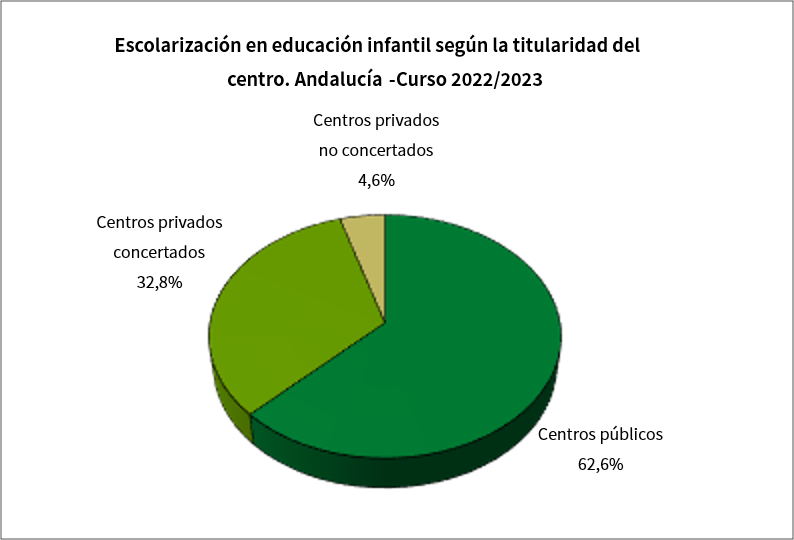 Escolarización en educación infantil según la titularidad del
centro. Andalucía -Curso 2022/2023
Centros privados
no concertados
4,6%
Centros privados
concertados
32,8%
Centros públicos
62,6%